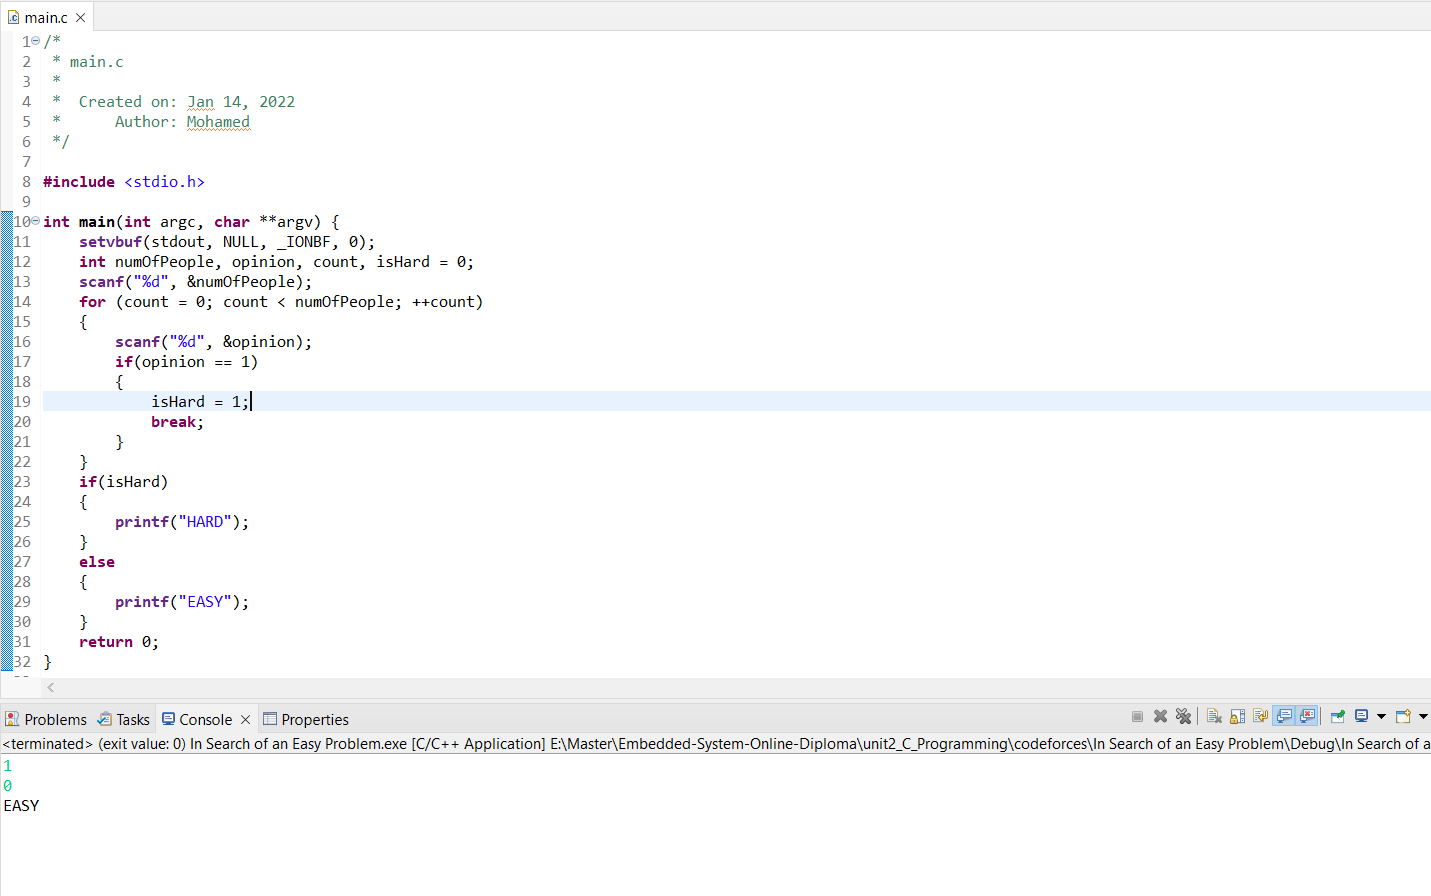 main.c
1 /*
2  * main.c
3  *
4  *  Created on: Jan 14, 2022
5  *      Author: Mohamed
6  */
7
8 #include <stdio.h>
9
10 int main(int argc, char **argv) {
11     setvbuf(stdout, NULL, _IONBF, 0);
12     int numOfPeople, opinion, count, isHard = 0;
13     scanf("%d", &numOfPeople);
14     for (count = 0; count < numOfPeople; ++count)
15     {
16         scanf("%d", &opinion);
17         if(opinion == 1)
18         {
19             isHard = 1;
20             break;
21         }
22     }
23     if(isHard)
24     {
25         printf("HARD");
26     }
27     else
28     {
29         printf("EASY");
30     }
31     return 0;
32 }
Problems Tasks Console Properties
<terminated> (exit value: 0) In Search of an Easy Problem.exe [C/C++ Application] E:\Master\Embedded-System-Online-Diploma\unit2_C_Programming\codeforces\In Search of an Easy Problem\Debug\In Search of a
1
0
EASY